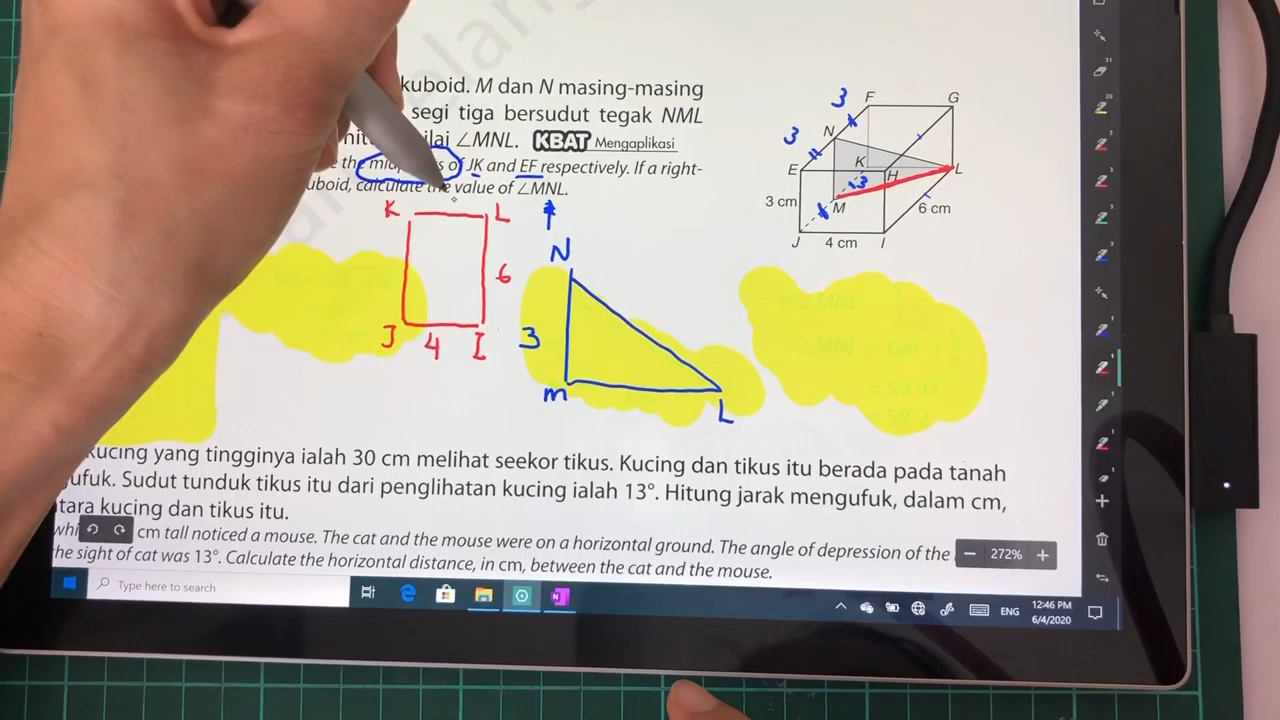 kuboid. M dan N masing-masing
segi tiga bersudut tegak NML
∠MNL. KBAT Mengaplikasi
the of JK and EF respectively. If a right-
calculate the value of ∠MNL.
3 F G
3 N
E K H L
3 cm 3 M 6 cm
J 4 cm I
K L
6
J 4 I
N
3
m L
∠MNL
∠MNL = tan
kucing yang tingginya ialah 30 cm melihat seekor tikus. Kucing dan tikus itu berada pada tanah
ufuk. Sudut tunduk tikus itu dari penglihatan kucing ialah 13°. Hitung jarak mengufuk, dalam cm,
tara kucing dan tikus itu.
whi cm tall noticed a mouse. The cat and the mouse were on a horizontal ground. The angle of depression of the
he sight of cat was 13°. Calculate the horizontal distance, in cm, between the cat and the mouse.
272%
Type here to search
ENG
12:46 PM
6/4/2020